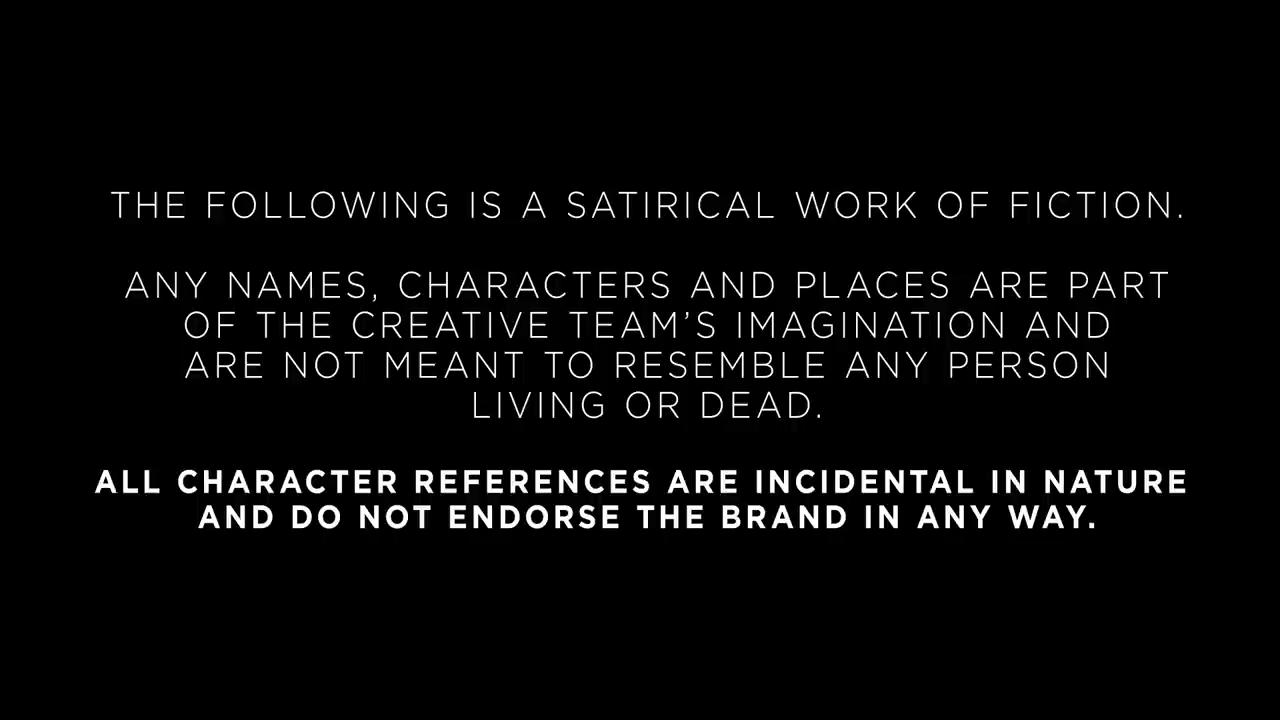 THE FOLLOWING IS A SATIRICAL WORK OF FICTION.
ANY NAMES, CHARACTERS AND PLACES ARE PART
OF THE CREATIVE TEAM’S IMAGINATION AND
ARE NOT MEANT TO RESEMBLE ANY PERSON
LIVING OR DEAD.
ALL CHARACTER REFERENCES ARE INCIDENTAL IN NATURE
AND DO NOT ENDORSE THE BRAND IN ANY WAY.